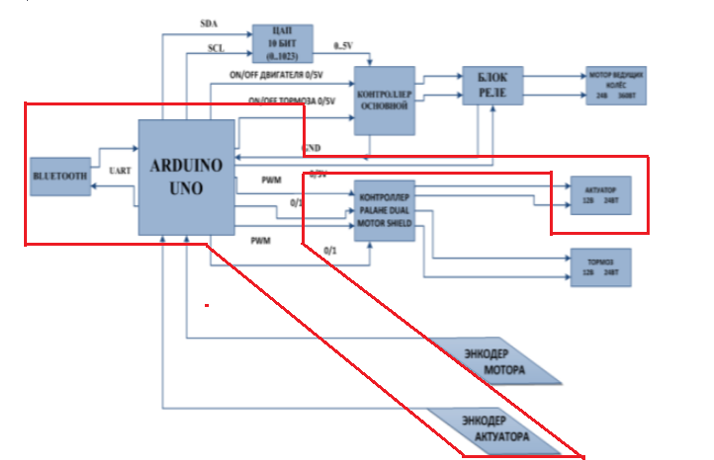 SDA
ЦАП
10 БИТ
(0..1023)
SCL
0..5V
ON/OFF ДВИГАТЕЛЯ 0/5V
ON/OFF ТОРМОЗА 0/5V
КОНТРОЛЛЕР
ОСНОВНОЙ
БЛОК
РЕЛЕ
МОТОР ВЕДУЩИХ
КОЛЁС
24В 360ВТ
GND
0/5V
BLUETOOTH
UART
ARDUINO
UNO
PWM
0/1
PWM
0/1
КОНТРОЛЛЕР
PALAHE DUAL
MOTOR SHIELD
АКТУАТОР
12В 24ВТ
ТОРМОЗ
12В 24ВТ
ЭНКОДЕР
МОТОРА
ЭНКОДЕР
АКТУАТОРА